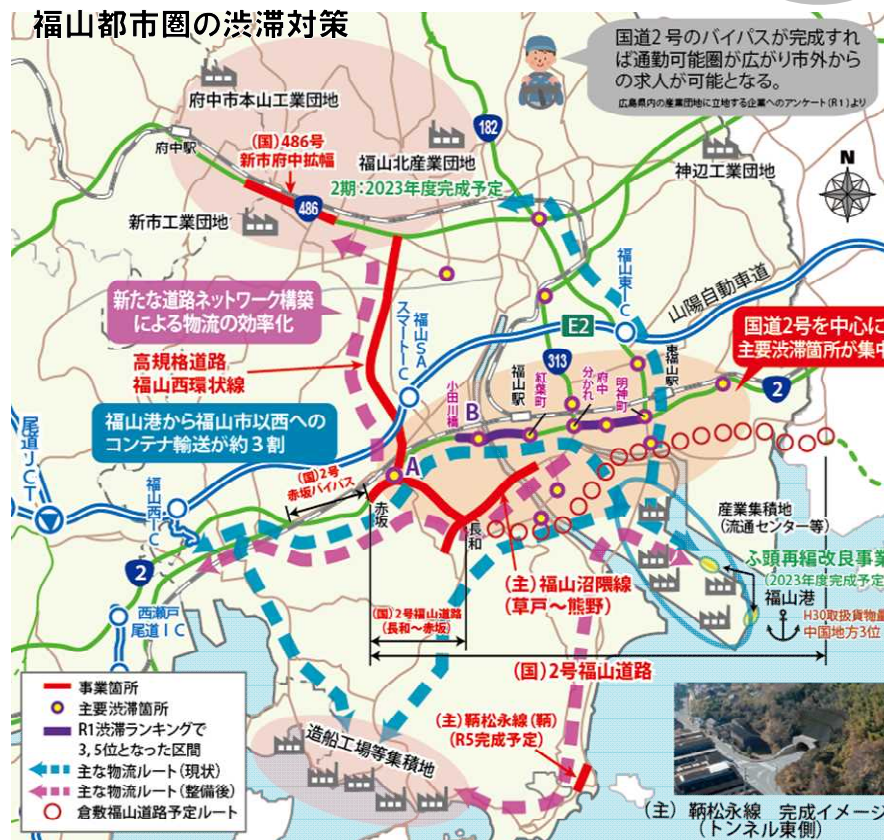 福山都市圏の渋滞対策
国道2号のバイパスが完成すれ
ば通勤可能圏が広がり市外から
の求人が可能となる。
広島県内の産業団地に立地する企業へのアンケート(R1)より
府中市本山工業団地
府中駅
(国)486号
新市府中拡幅
福山北産業団地
2期:2023年度完成予定
182
神辺工業団地
N
486
新市工業団地
新たな道路ネットワーク構築
による物流の効率化
高規格道路
福山西環状線
福山SA
スマートIC
福山東IC
山陽自動車道
E2
313
国道2号を中心に
主要渋滞箇所が集中
福山港から福山市以西への
コンテナ輸送が約3割
小田川橋
B
福山駅
紅葉町
府中
分かれ
明神町
東福山駅
2
尾道JCT
福山西IC
(国)2号
赤坂バイパス
A
赤坂
長和
産業集積地
(流通センター等)
ふ頭再編改良事業
(2023年度完成予定
福山港
H30取扱貨物量
中国地方3位
2
西瀬戸
尾道IC
(主)福山沼隈線
(草戸~熊野)
(国)2号福山道路
(長和~赤坂)
(国)2号福山道路
(主)鞆松永線(鞆)
(R5完成予定)
造船工場等集積地
事業箇所
主要渋滞箇所
R1渋滞ランキングで
3,5位となった区間
主な物流ルート(現状)
主な物流ルート(整備後)
倉敷福山道路予定ルート
(主) 鞆松永線 完成イメージ
(トンネル東側)